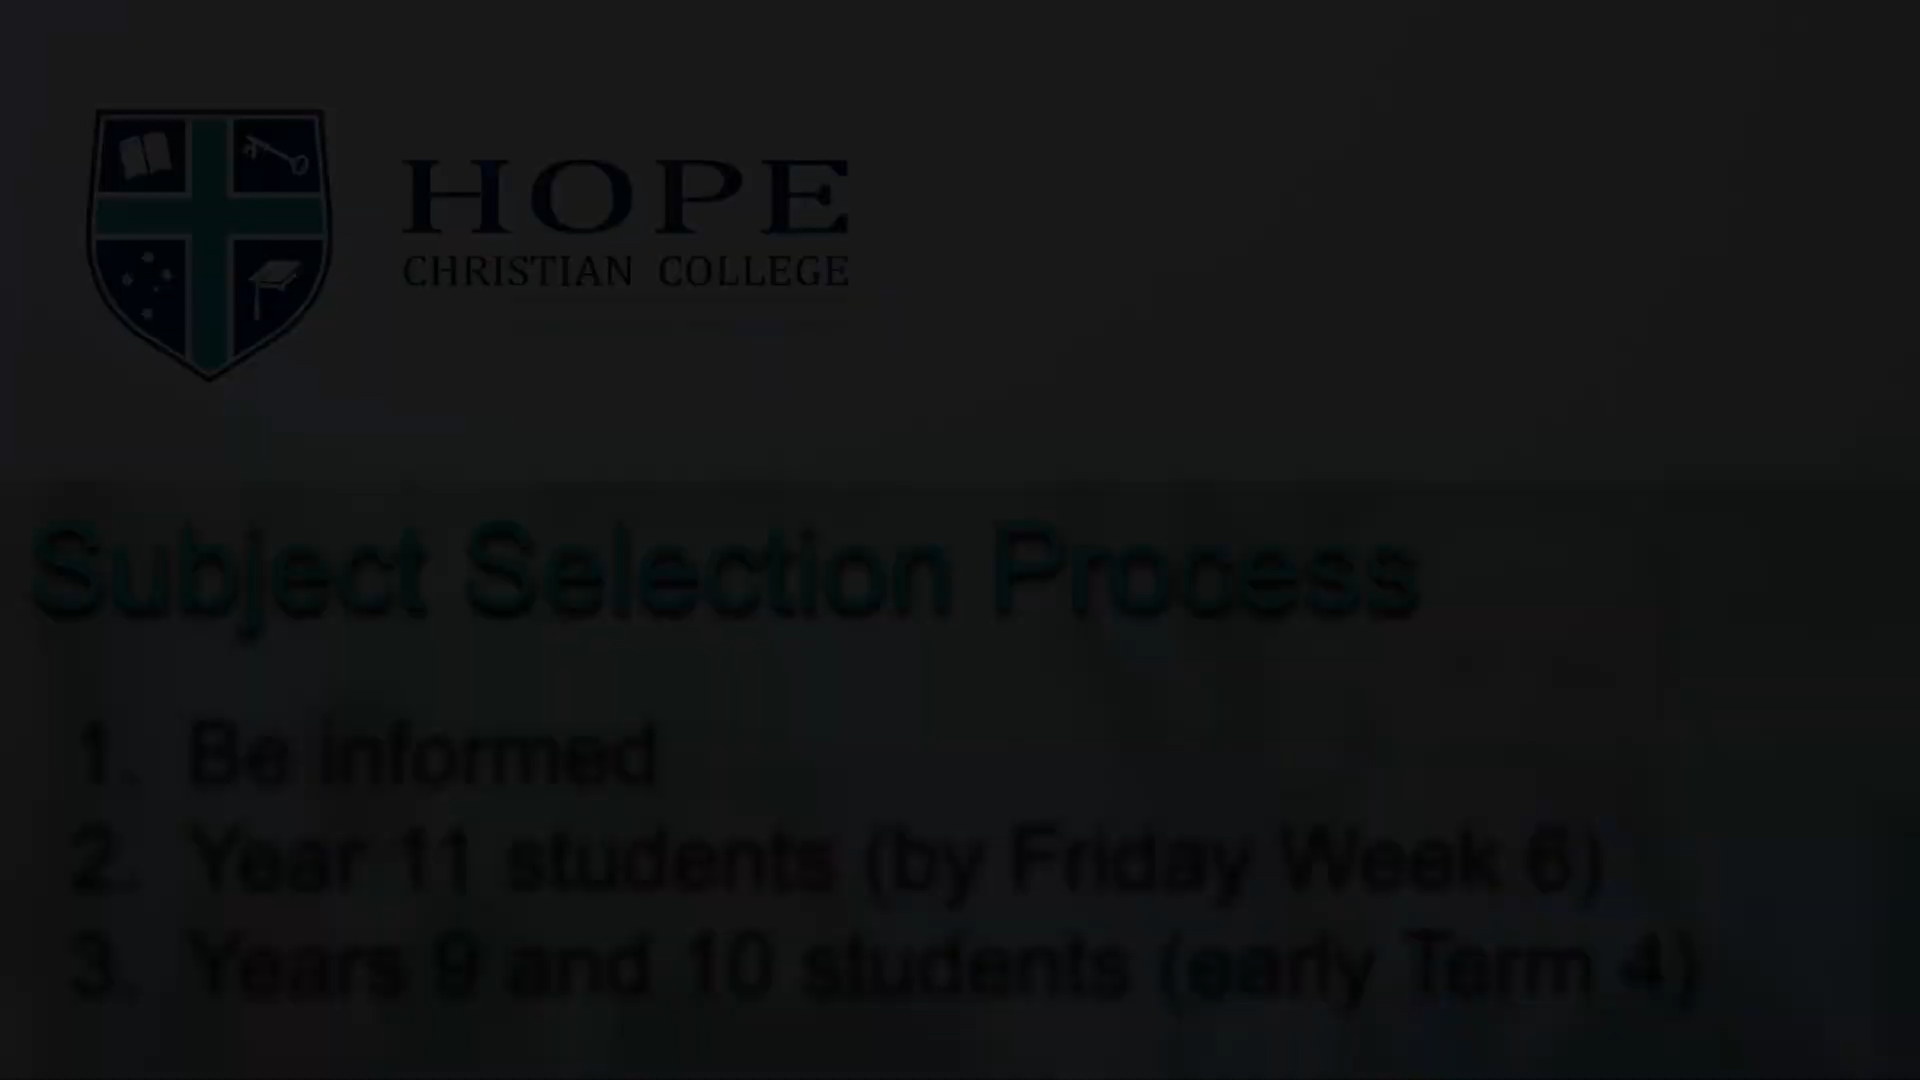 HOPE
CHRISTIAN COLLEGE
Subject Selection Process
1. Be informed
2. Year 11 students (by Friday Week 6)
3. Years 9 and 10 students (early Term 4)